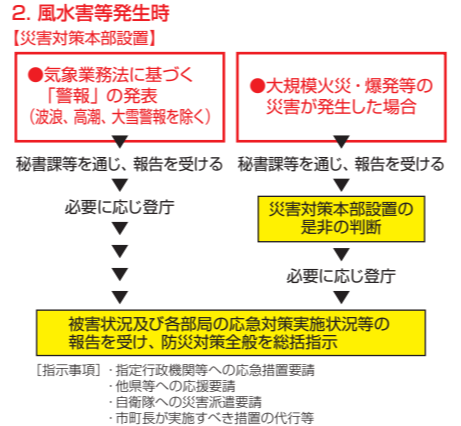 2. 風水害等発生時
【災害対策本部設置】
●気象業務法に基づく
「警報」の発表
（波浪、高潮、大雪警報を除く）
●大規模火災・爆発等の
災害が発生した場合
秘書課等を通じ、報告を受ける
秘書課等を通じ、報告を受ける
必要に応じ登庁
災害対策本部設置の
是非の判断
必要に応じ登庁
被害状況及び各部局の応急対策実施状況等の
報告を受け、防災対策全般を総括指示
［指示事項］・指定行政機関等への応急措置要請
・他県等への応援要請
・自衛隊への災害派遣要請
・市町長が実施すべき措置の代行等